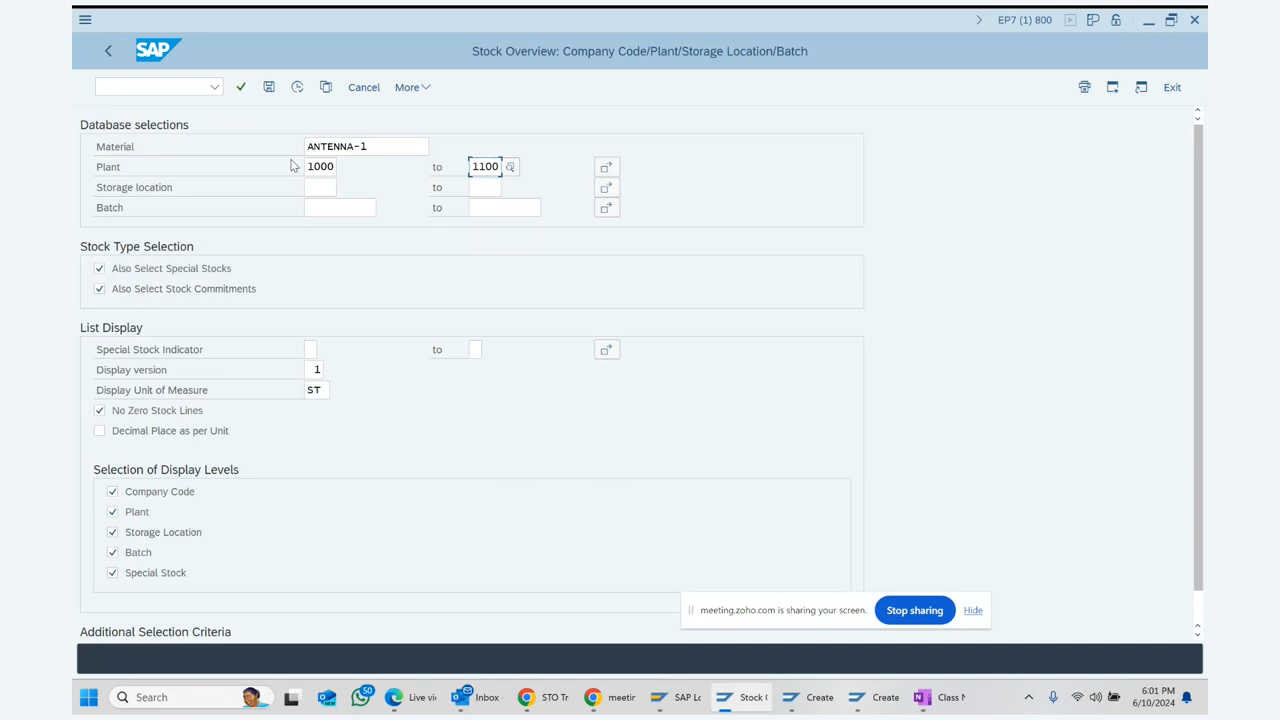 EP7 (1) 800
SAP
Stock Overview: Company Code/Plant/Storage Location/Batch
Cancel
More
Exit
Database selections
Material ANTENNA-1
Plant 1000 to 1100
Storage location to
Batch to
Stock Type Selection
Also Select Special Stocks
Also Select Stock Commitments
List Display
Special Stock Indicator to
Display version 1
Display Unit of Measure ST
No Zero Stock Lines
Decimal Place as per Unit
Selection of Display Levels
Company Code
Plant
Storage Location
Batch
Special Stock
meeting.zoho.com is sharing your screen. Stop sharing Hide
Additional Selection Criteria
Search 50 Live vi Inbox STO Tr meetir SAP Lo Stock ( Create Create Class N
6:01 PM
6/10/2024